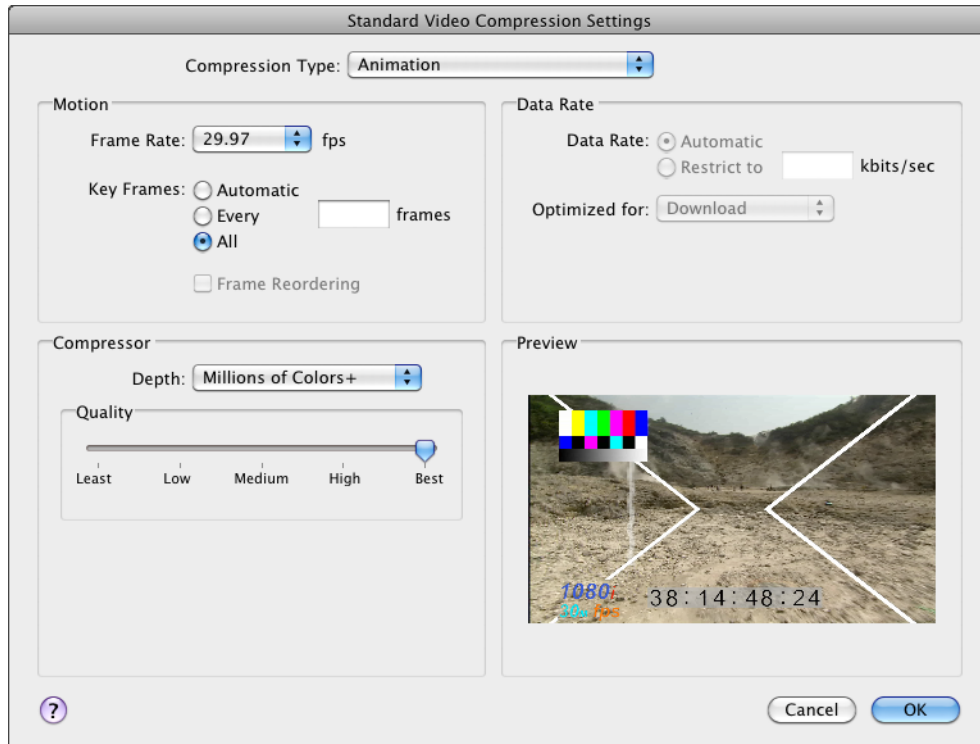 Standard Video Compression Settings
Compression Type: Animation
Motion
Frame Rate: 29.97 fps
Key Frames: Automatic
Every frames
All
Frame Reordering
Data Rate
Data Rate: Automatic
Restrict to kbits/sec
Optimized for: Download
Compressor
Depth: Millions of Colors+
Quality
Least Low Medium High Best
Preview
1080i
38:14:48:24
fps
? Cancel OK